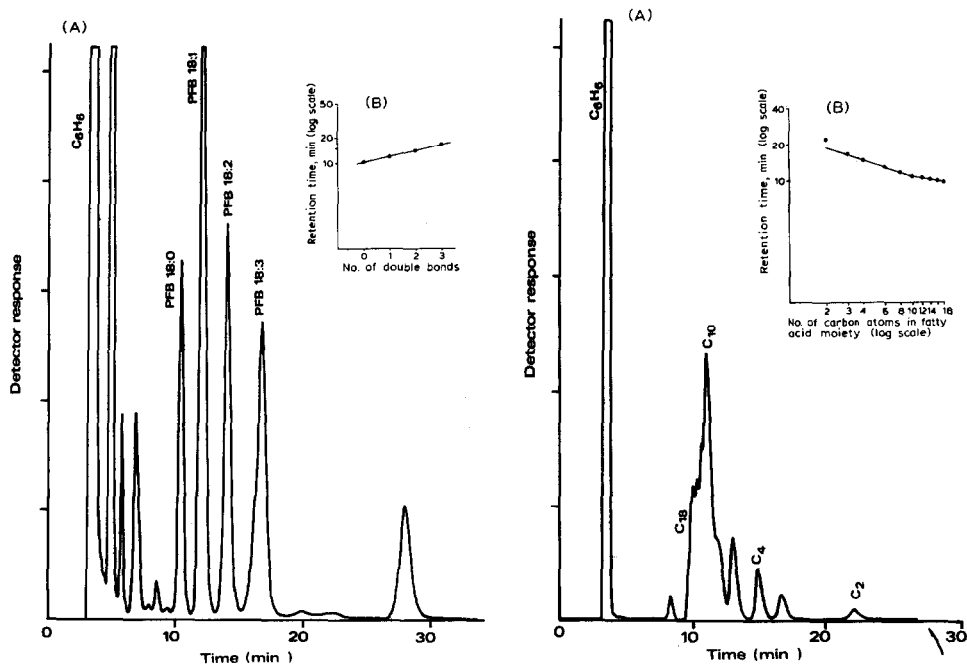 (A)
C6H6
PFB 18:0
PFB 18:1
PFB 18:2
PFB 18:3
Detector response
0
10
20
30
Time (min )
(B)
Retention time, min (log scale)
50
20
10
0
1
2
3
No. of double bonds
(A)
C6H6
C18
C10
C4
C2
Detector response
0
10
20
30
Time (min )
(B)
Retention time, min (log scale)
40
20
10
2 3 4 6 8 10 12 14 18
No. of carbon atoms in fatty
acid moiety (log scale)